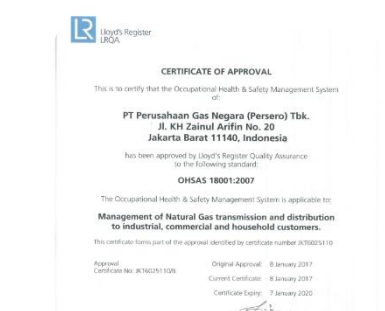 LR
Lloyd's Register
LRQA
CERTIFICATE OF APPROVAL
This is to certify that the Occupational Health & Safety Management System
of:
PT Perusahaan Gas Negara (Persero) Tbk.
Jl. KH Zainul Arifin No. 20
Jakarta Barat 11140, Indonesia
has been approved by Lloyd's Register Quality Assurance
to the following standard:
OHSAS 18001:2007
The Occupational Health & Safety Management System is applicable to:
Management of Natural Gas transmission and distribution
to industrial, commercial and household customers.
This certificate forms part of the approval identified by certificate number JKT6025110
Approval
Certificate No: JKT6025110/B
Original Approval: 8 January 2017
Current Certificate: 8 January 2017
Certificate Expiry: 7 January 2020